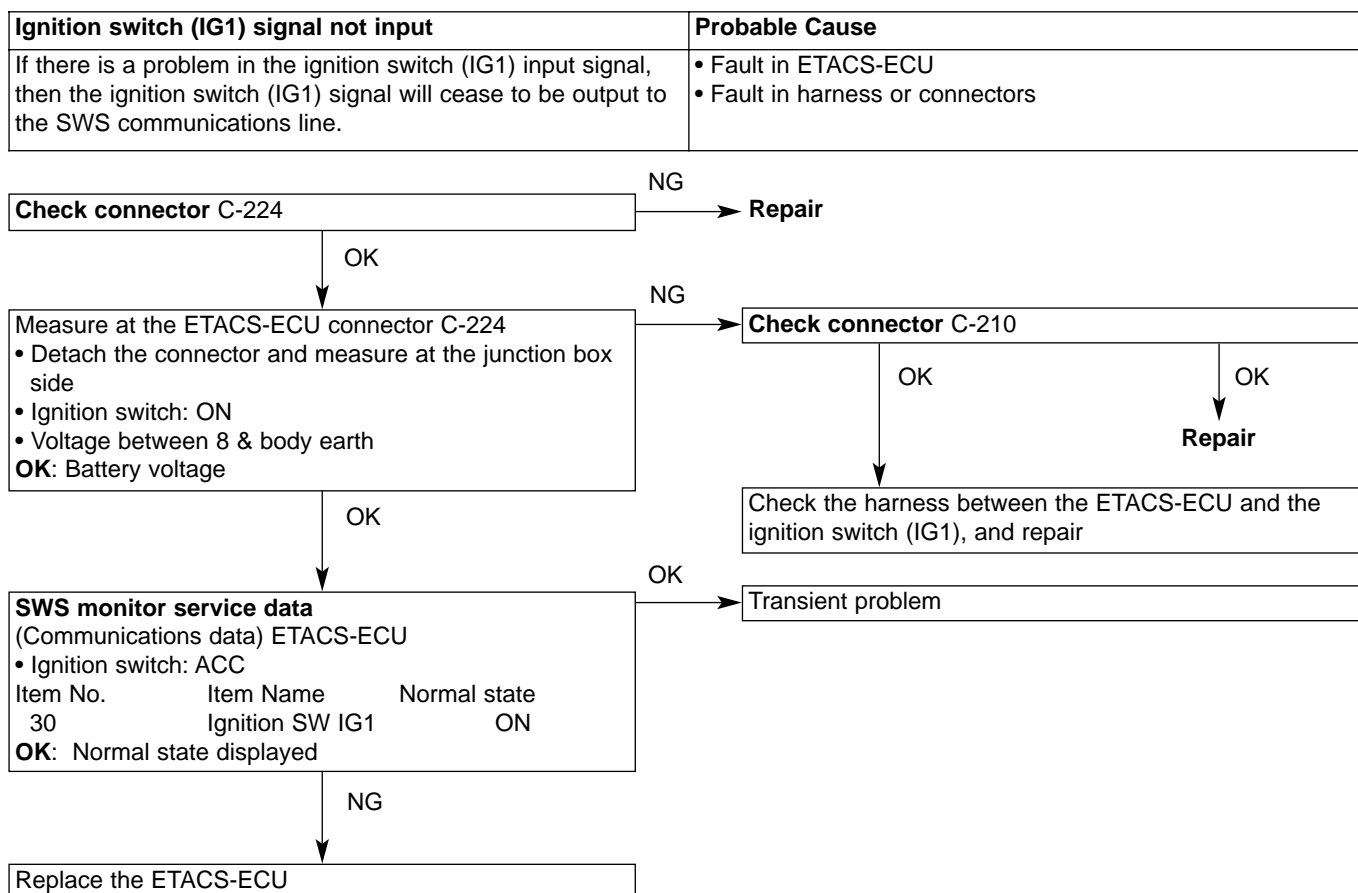 Ignition switch (IG1) signal not input
Probable Cause
If there is a problem in the ignition switch (IG1) input signal,
then the ignition switch (IG1) signal will cease to be output to
the SWS communications line.
• Fault in ETACS-ECU
• Fault in harness or connectors
Check connector C-224
NG
Repair
OK
Measure at the ETACS-ECU connector C-224
• Detach the connector and measure at the junction box
side
• Ignition switch: ON
• Voltage between 8 & body earth
OK: Battery voltage
NG
Check connector C-210
OK
OK
Repair
Check the harness between the ETACS-ECU and the
ignition switch (IG1), and repair
OK
SWS monitor service data
(Communications data) ETACS-ECU
• Ignition switch: ACC
Item No. Item Name Normal state
30 Ignition SW IG1 ON
OK: Normal state displayed
OK
Transient problem
NG
Replace the ETACS-ECU